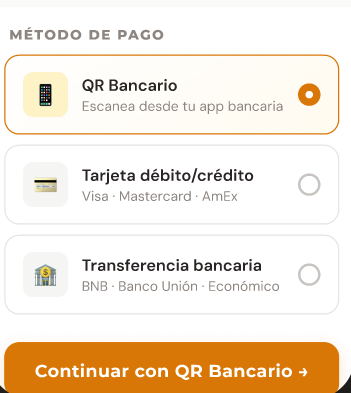 MÉTODO DE PAGO
QR Bancario
Escanea desde tu app bancaria
Tarjeta débito/crédito
Visa · Mastercard · AmEx
Transferencia bancaria
BNB · Banco Unión · Económico
Continuar con QR Bancario →